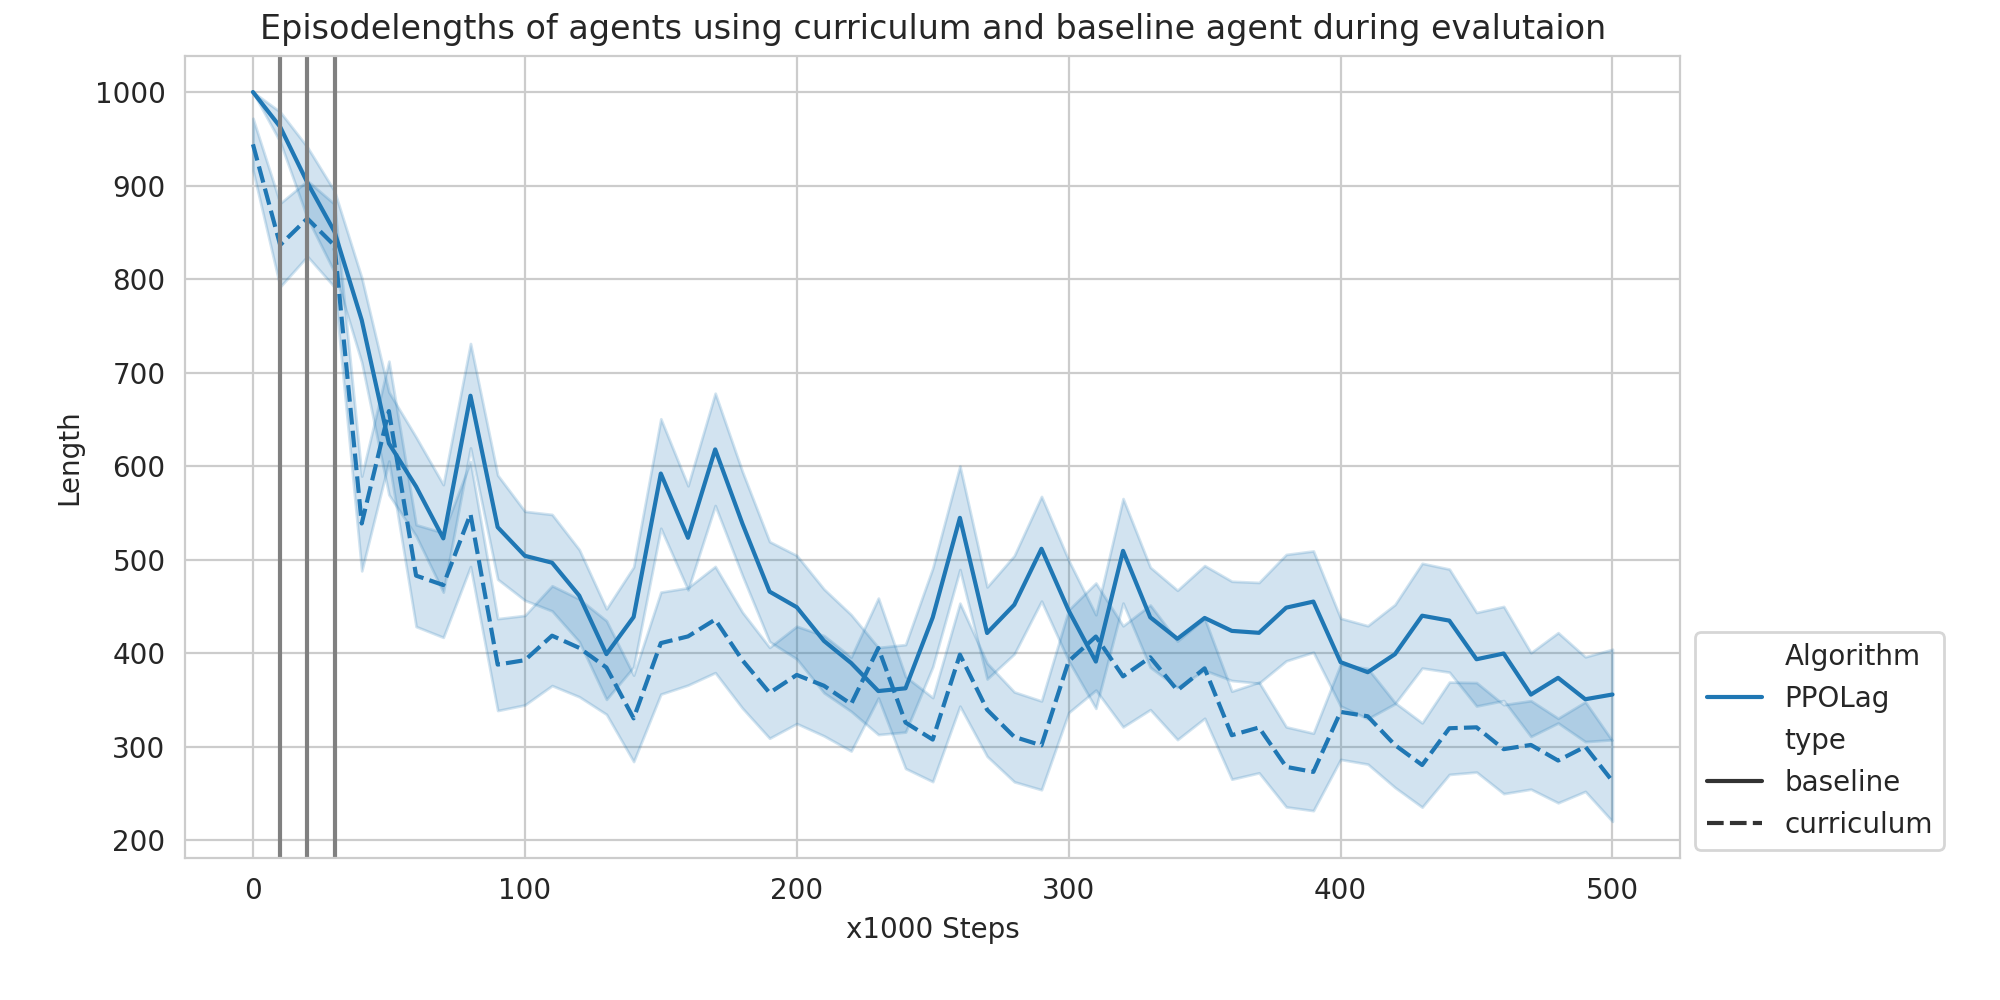 Episodelengths of agents using curriculum and baseline agent during evalutaion
1000
900
800
700
600
500
400
300
200
Length
0 100 200 300 400 500
x1000 Steps
Algorithm
PPOLag
type
baseline
curriculum